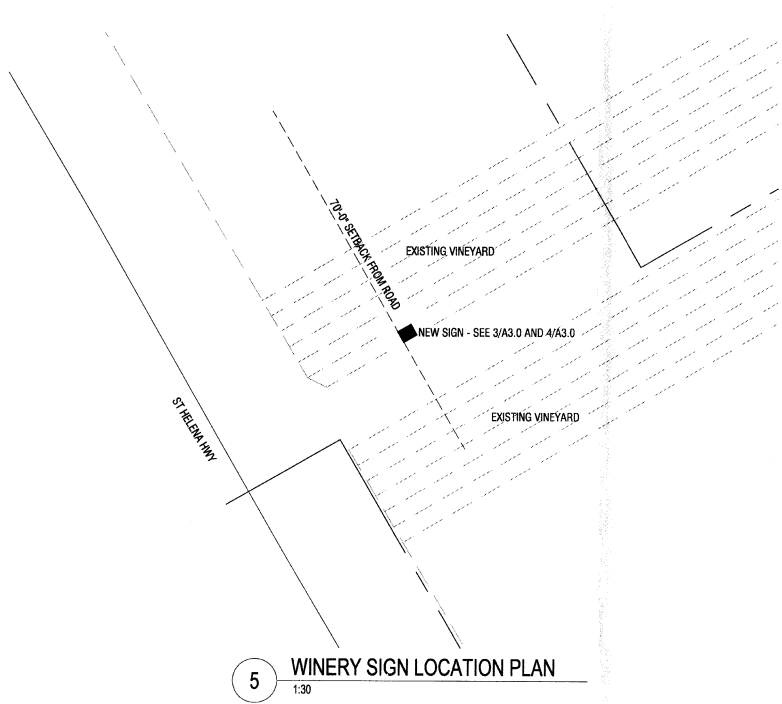 70'-0" SETBACK FROM ROAD
EXISTING VINEYARD
NEW SIGN - SEE 3/A3.0 AND 4/A3.0
ST HELENA HWY
EXISTING VINEYARD
5
WINERY SIGN LOCATION PLAN
1:30